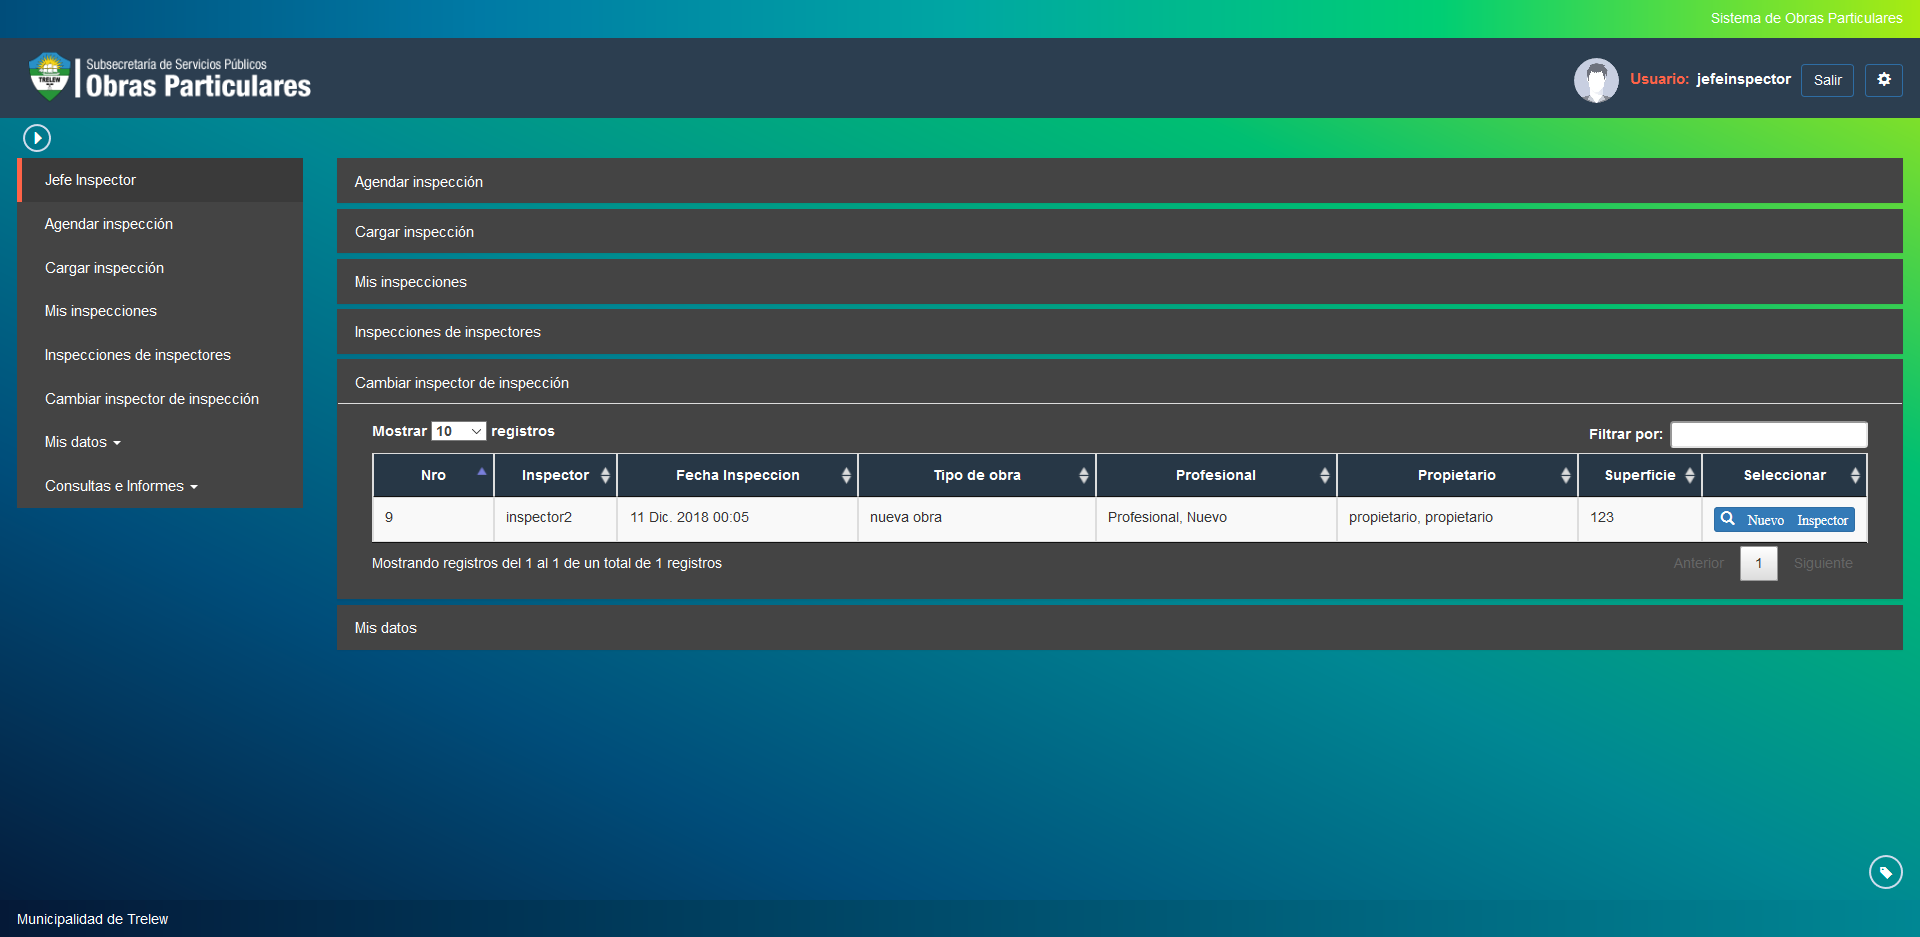 Sistema de Obras Particulares
Subsecretaría de Servicios Públicos
TRELEW
Obras Particulares
Usuario: jefeinspector
Salir
Jefe Inspector
Agendar inspección
Cargar inspección
Mis inspecciones
Inspecciones de inspectores
Cambiar inspector de inspección
Mis datos
Consultas e Informes
Agendar inspección
Cargar inspección
Mis inspecciones
Inspecciones de inspectores
Cambiar inspector de inspección
Mostrar 10 registros
Filtrar por:
Nro Inspector Fecha Inspeccion Tipo de obra Profesional Propietario Superficie Seleccionar
9 inspector2 11 Dic. 2018 00:05 nueva obra Profesional, Nuevo propietario, propietario 123 Nuevo Inspector
Mostrando registros del 1 al 1 de un total de 1 registros
Anterior 1 Siguiente
Mis datos
Municipalidad de Trelew